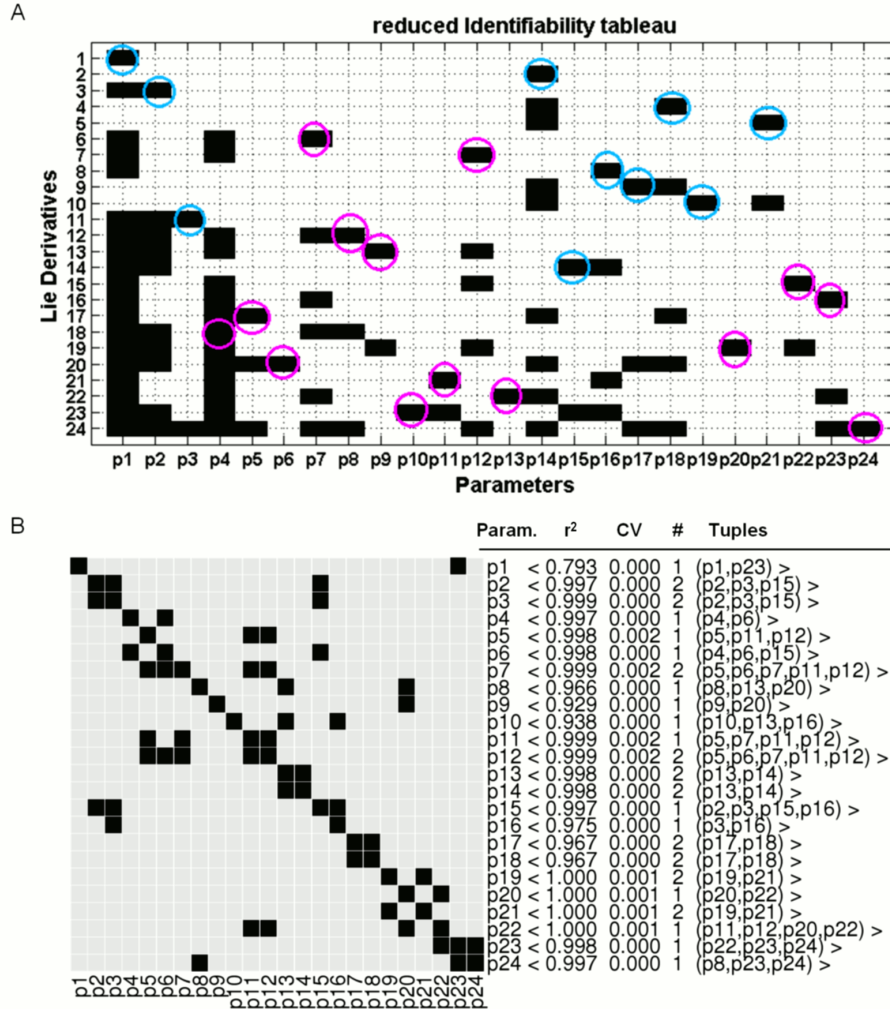 A
reduced Identifiability tableau
Lie Derivatives
1
2
3
4
5
6
7
8
9
10
11
12
13
14
15
16
17
18
19
20
21
22
23
24
p1 p2 p3 p4 p5 p6 p7 p8 p9 p10 p11 p12 p13 p14 p15 p16 p17 p18 p19 p20 p21 p22 p23 p24
Parameters
B
Param. r² CV # Tuples
p1 < 0.793 0.000 1 (p1,p23) >
p2 < 0.997 0.000 2 (p2,p3,p15) >
p3 < 0.999 0.000 2 (p2,p3,p15) >
p4 < 0.997 0.000 1 (p4,p6) >
p5 < 0.998 0.002 1 (p5,p11,p12) >
p6 < 0.998 0.000 1 (p4,p6,p15) >
p7 < 0.999 0.002 2 (p5,p6,p7,p11,p12) >
p8 < 0.966 0.000 1 (p8,p13,p20) >
p9 < 0.929 0.000 1 (p9,p20) >
p10 < 0.938 0.000 1 (p10,p13,p16) >
p11 < 0.999 0.002 1 (p5,p7,p11,p12) >
p12 < 0.999 0.002 2 (p5,p6,p7,p11,p12) >
p13 < 0.998 0.000 2 (p13,p14) >
p14 < 0.998 0.000 2 (p13,p14) >
p15 < 0.997 0.000 1 (p2,p3,p15,p16) >
p16 < 0.975 0.000 1 (p3,p16) >
p17 < 0.967 0.000 2 (p17,p18) >
p18 < 0.967 0.000 2 (p17,p18) >
p19 < 1.000 0.001 2 (p19,p21) >
p20 < 1.000 0.001 1 (p20,p22) >
p21 < 1.000 0.001 2 (p19,p21) >
p22 < 1.000 0.001 1 (p11,p12,p20,p22) >
p23 < 0.998 0.000 1 (p22,p23,p24) >
p24 < 0.997 0.000 1 (p8,p23,p24) >
p1 p2 p3 p4 p5 p6 p7 p8 p9 p10 p11 p12 p13 p14 p15 p16 p17 p18 p19 p20 p21 p22 p23 p24